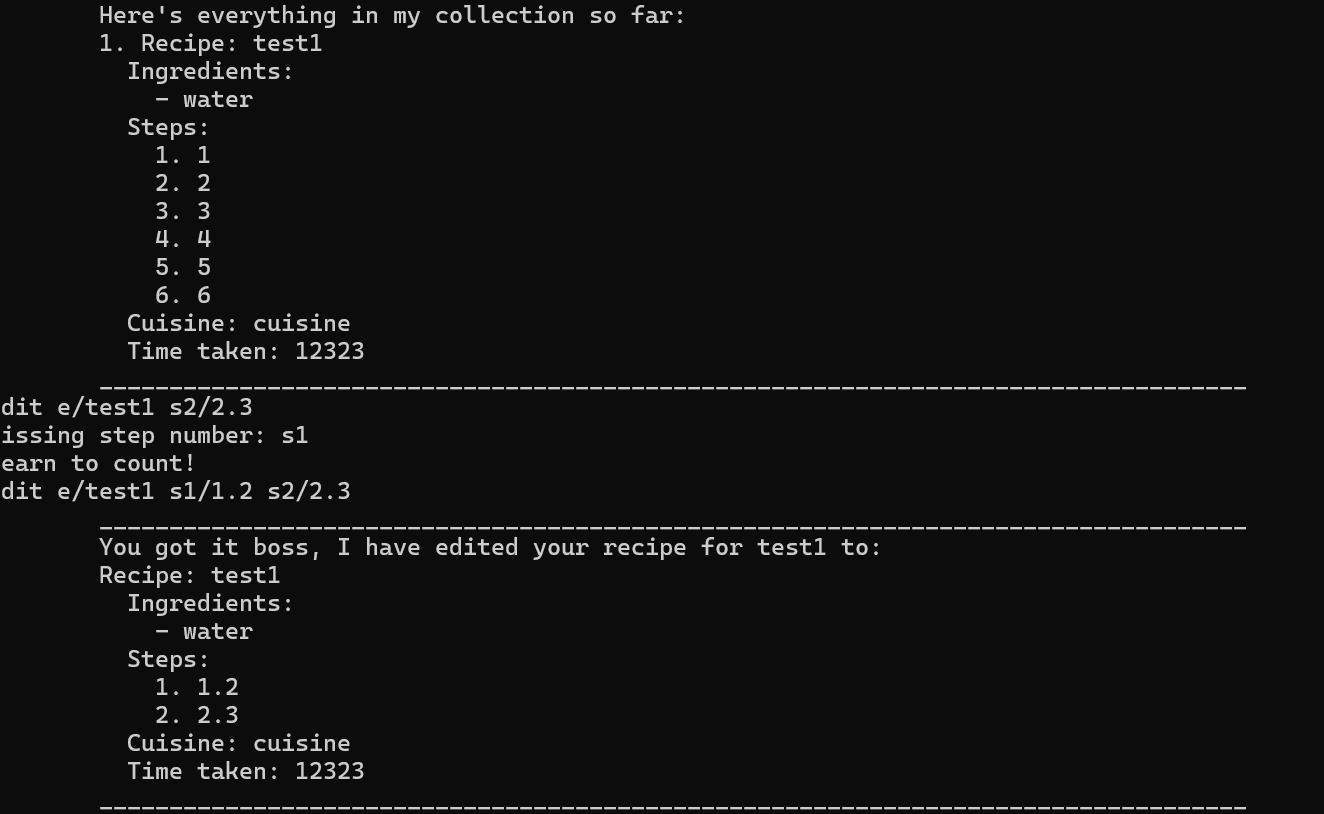 Here's everything in my collection so far:
1. Recipe: test1
Ingredients:
- water
Steps:
1. 1
2. 2
3. 3
4. 4
5. 5
6. 6
Cuisine: cuisine
Time taken: 12323
__________________________________________________________________________________
dit e/test1 s2/2.3
issing step number: s1
earn to count!
dit e/test1 s1/1.2 s2/2.3
__________________________________________________________________________________
You got it boss, I have edited your recipe for test1 to:
Recipe: test1
Ingredients:
- water
Steps:
1. 1.2
2. 2.3
Cuisine: cuisine
Time taken: 12323
__________________________________________________________________________________